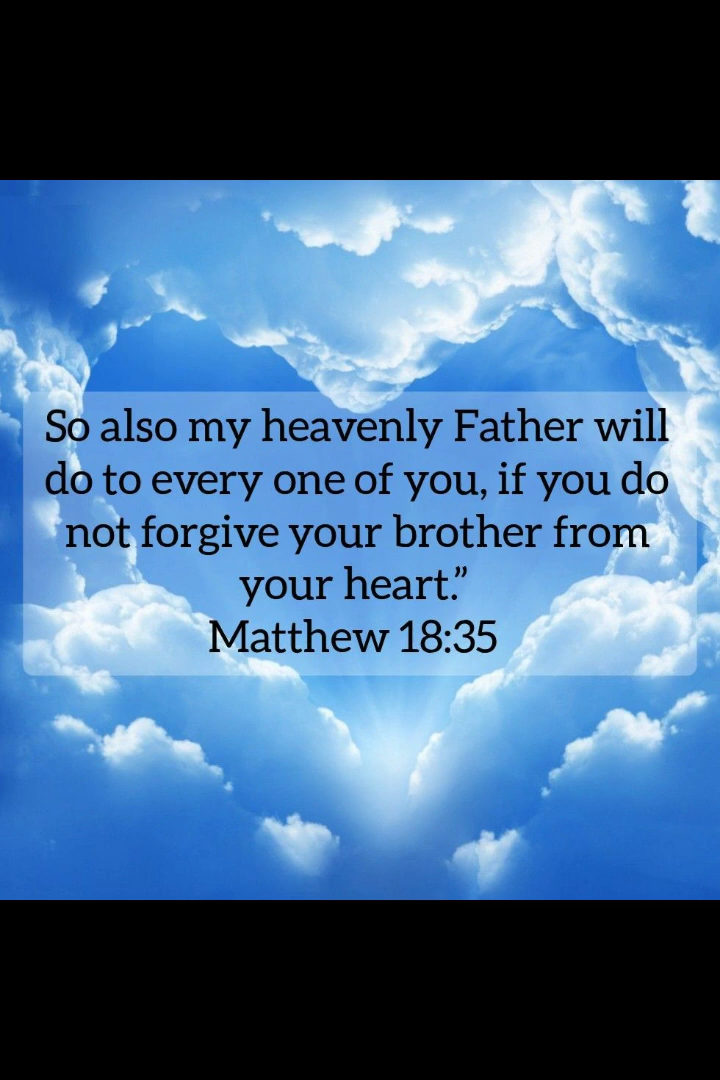 So also my heavenly Father will
do to every one of you, if you do
not forgive your brother from
your heart.”
Matthew 18:35